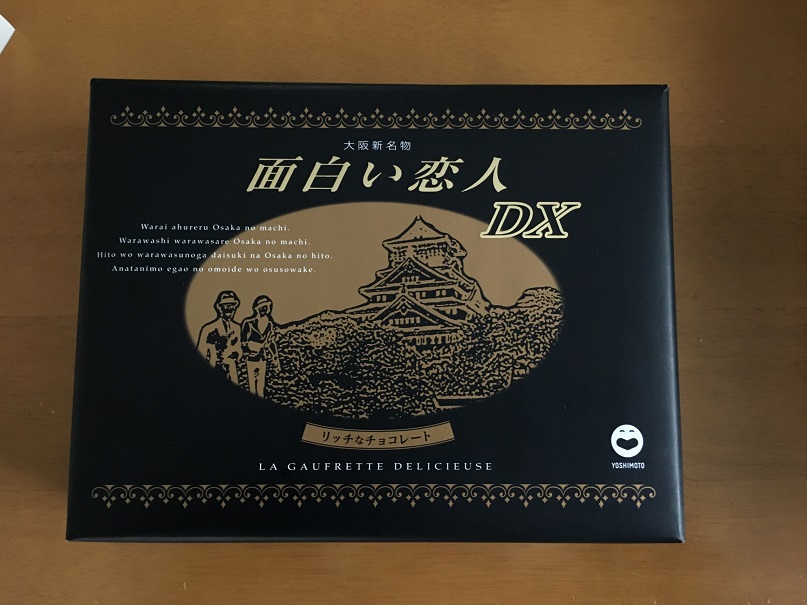 大阪新名物
面白い恋人
DX
Warai ahureru Osaka no machi.
Warawashi warawasare Osaka no machi.
Hito wo warawasunoga daisuki na Osaka no hito.
Anatanimo egao no omoide wo osusowake.
リッチなチョコレート
LA GAUFRETTE DELICIEUSE
YOSHIMOTO